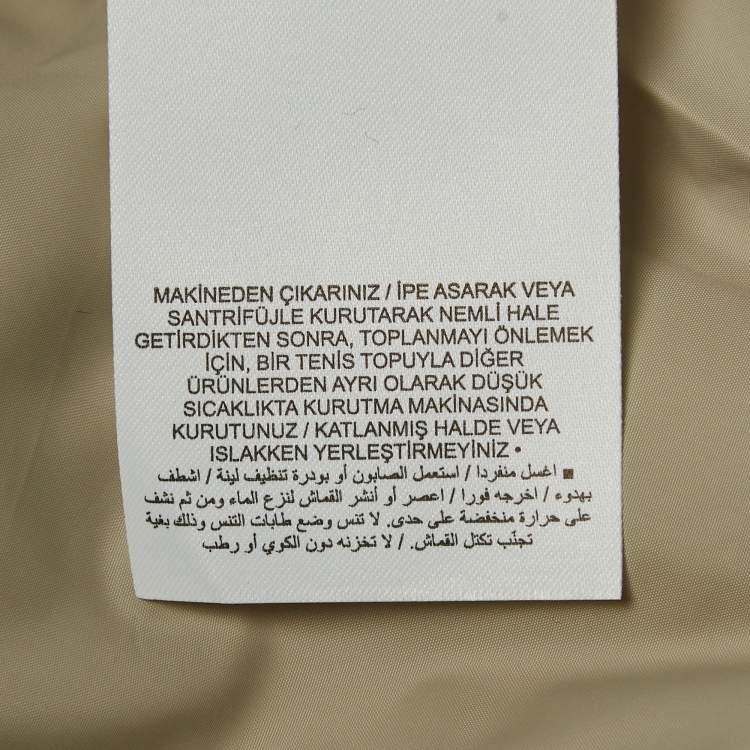 MAKİNEDEN ÇIKARINIZ / İPE ASARAK VEYA
SANTRİFÜJLE KURUTARAK NEMLİ HALE
GETİRDİKTEN SONRA, TOPLANMAYI ÖNLEMEK
İÇİN, BİR TENİS TOPUYLA DİĞER
ÜRÜNLERDEN AYRI OLARAK DÜŞÜK
SICAKLIKTA KURUTMA MAKİNASINDA
KURUTUNUZ / KATLANMIŞ HALDE VEYA
ISLAKKEN YERLEŞTİRMEYİNİZ •
■ اغسل منفردا / استعمل الصابون أو بودرة تنظيف لينة / اشطف
بهدوء / اخرجه فورا / اعصر أو أنشر القماش لنزع الماء ومن ثم نشف
على حرارة منخفضة على حدى. لا تنس وضع طابات التنس وذلك بغية
تجنّب تكتل القماش. / لا تخزنه دون الكوي أو رطب